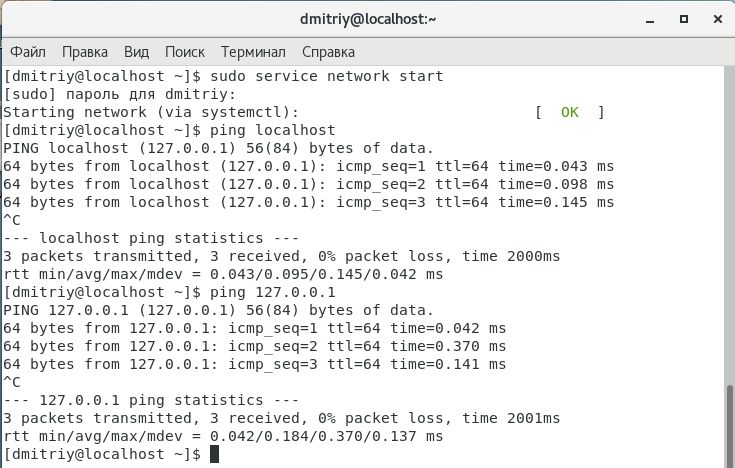 dmitriy@localhost:~
Файл Правка Вид Поиск Терминал Справка
[dmitriy@localhost ~]$ sudo service network start
[sudo] пароль для dmitriy:
Starting network (via systemctl):                          [  OK  ]
[dmitriy@localhost ~]$ ping localhost
PING localhost (127.0.0.1) 56(84) bytes of data.
64 bytes from localhost (127.0.0.1): icmp_seq=1 ttl=64 time=0.043 ms
64 bytes from localhost (127.0.0.1): icmp_seq=2 ttl=64 time=0.098 ms
64 bytes from localhost (127.0.0.1): icmp_seq=3 ttl=64 time=0.145 ms
^C
--- localhost ping statistics ---
3 packets transmitted, 3 received, 0% packet loss, time 2000ms
rtt min/avg/max/mdev = 0.043/0.095/0.145/0.042 ms
[dmitriy@localhost ~]$ ping 127.0.0.1
PING 127.0.0.1 (127.0.0.1) 56(84) bytes of data.
64 bytes from 127.0.0.1: icmp_seq=1 ttl=64 time=0.042 ms
64 bytes from 127.0.0.1: icmp_seq=2 ttl=64 time=0.370 ms
64 bytes from 127.0.0.1: icmp_seq=3 ttl=64 time=0.141 ms
^C
--- 127.0.0.1 ping statistics ---
3 packets transmitted, 3 received, 0% packet loss, time 2001ms
rtt min/avg/max/mdev = 0.042/0.184/0.370/0.137 ms
[dmitriy@localhost ~]$